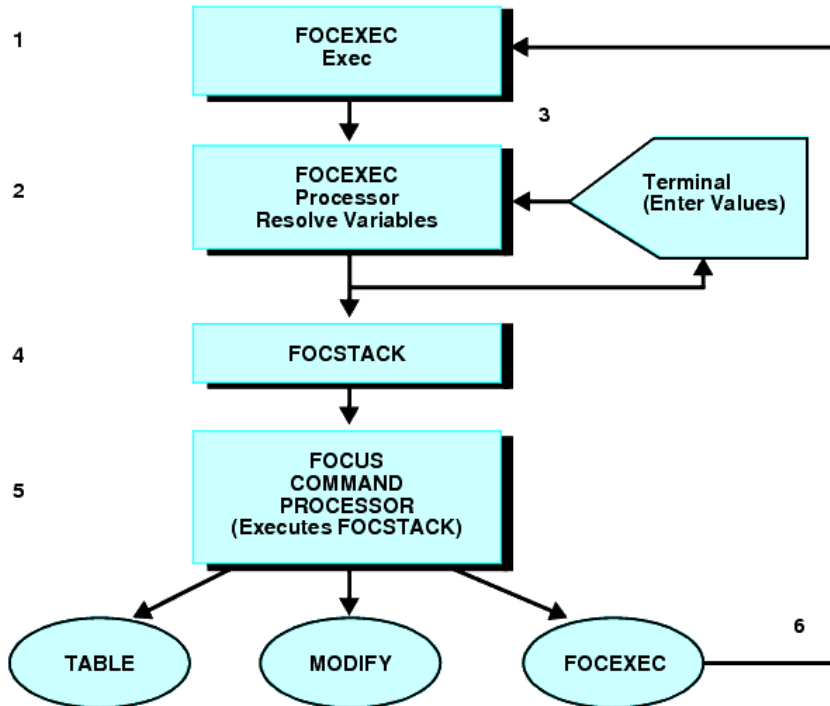 1
FOCEXEC
Exec
3
2
FOCEXEC
Processor
Resolve Variables
Terminal
(Enter Values)
4
FOCSTACK
5
FOCUS
COMMAND
PROCESSOR
(Executes FOCSTACK)
6
TABLE
MODIFY
FOCEXEC